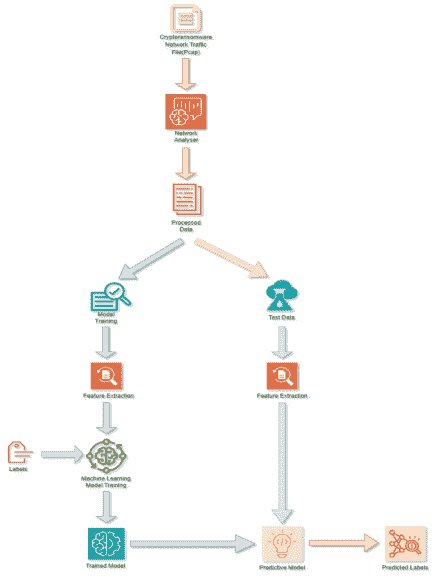 Cryptoransomware
Network Traffic
File(Pcap)
Network
Analyser
Processed
Data
Model
Training
Test Data
Feature Extraction
Feature Extraction
Labels
Machine Learning
Model Training
Trained Model
Predictive Model
Predicted Labels